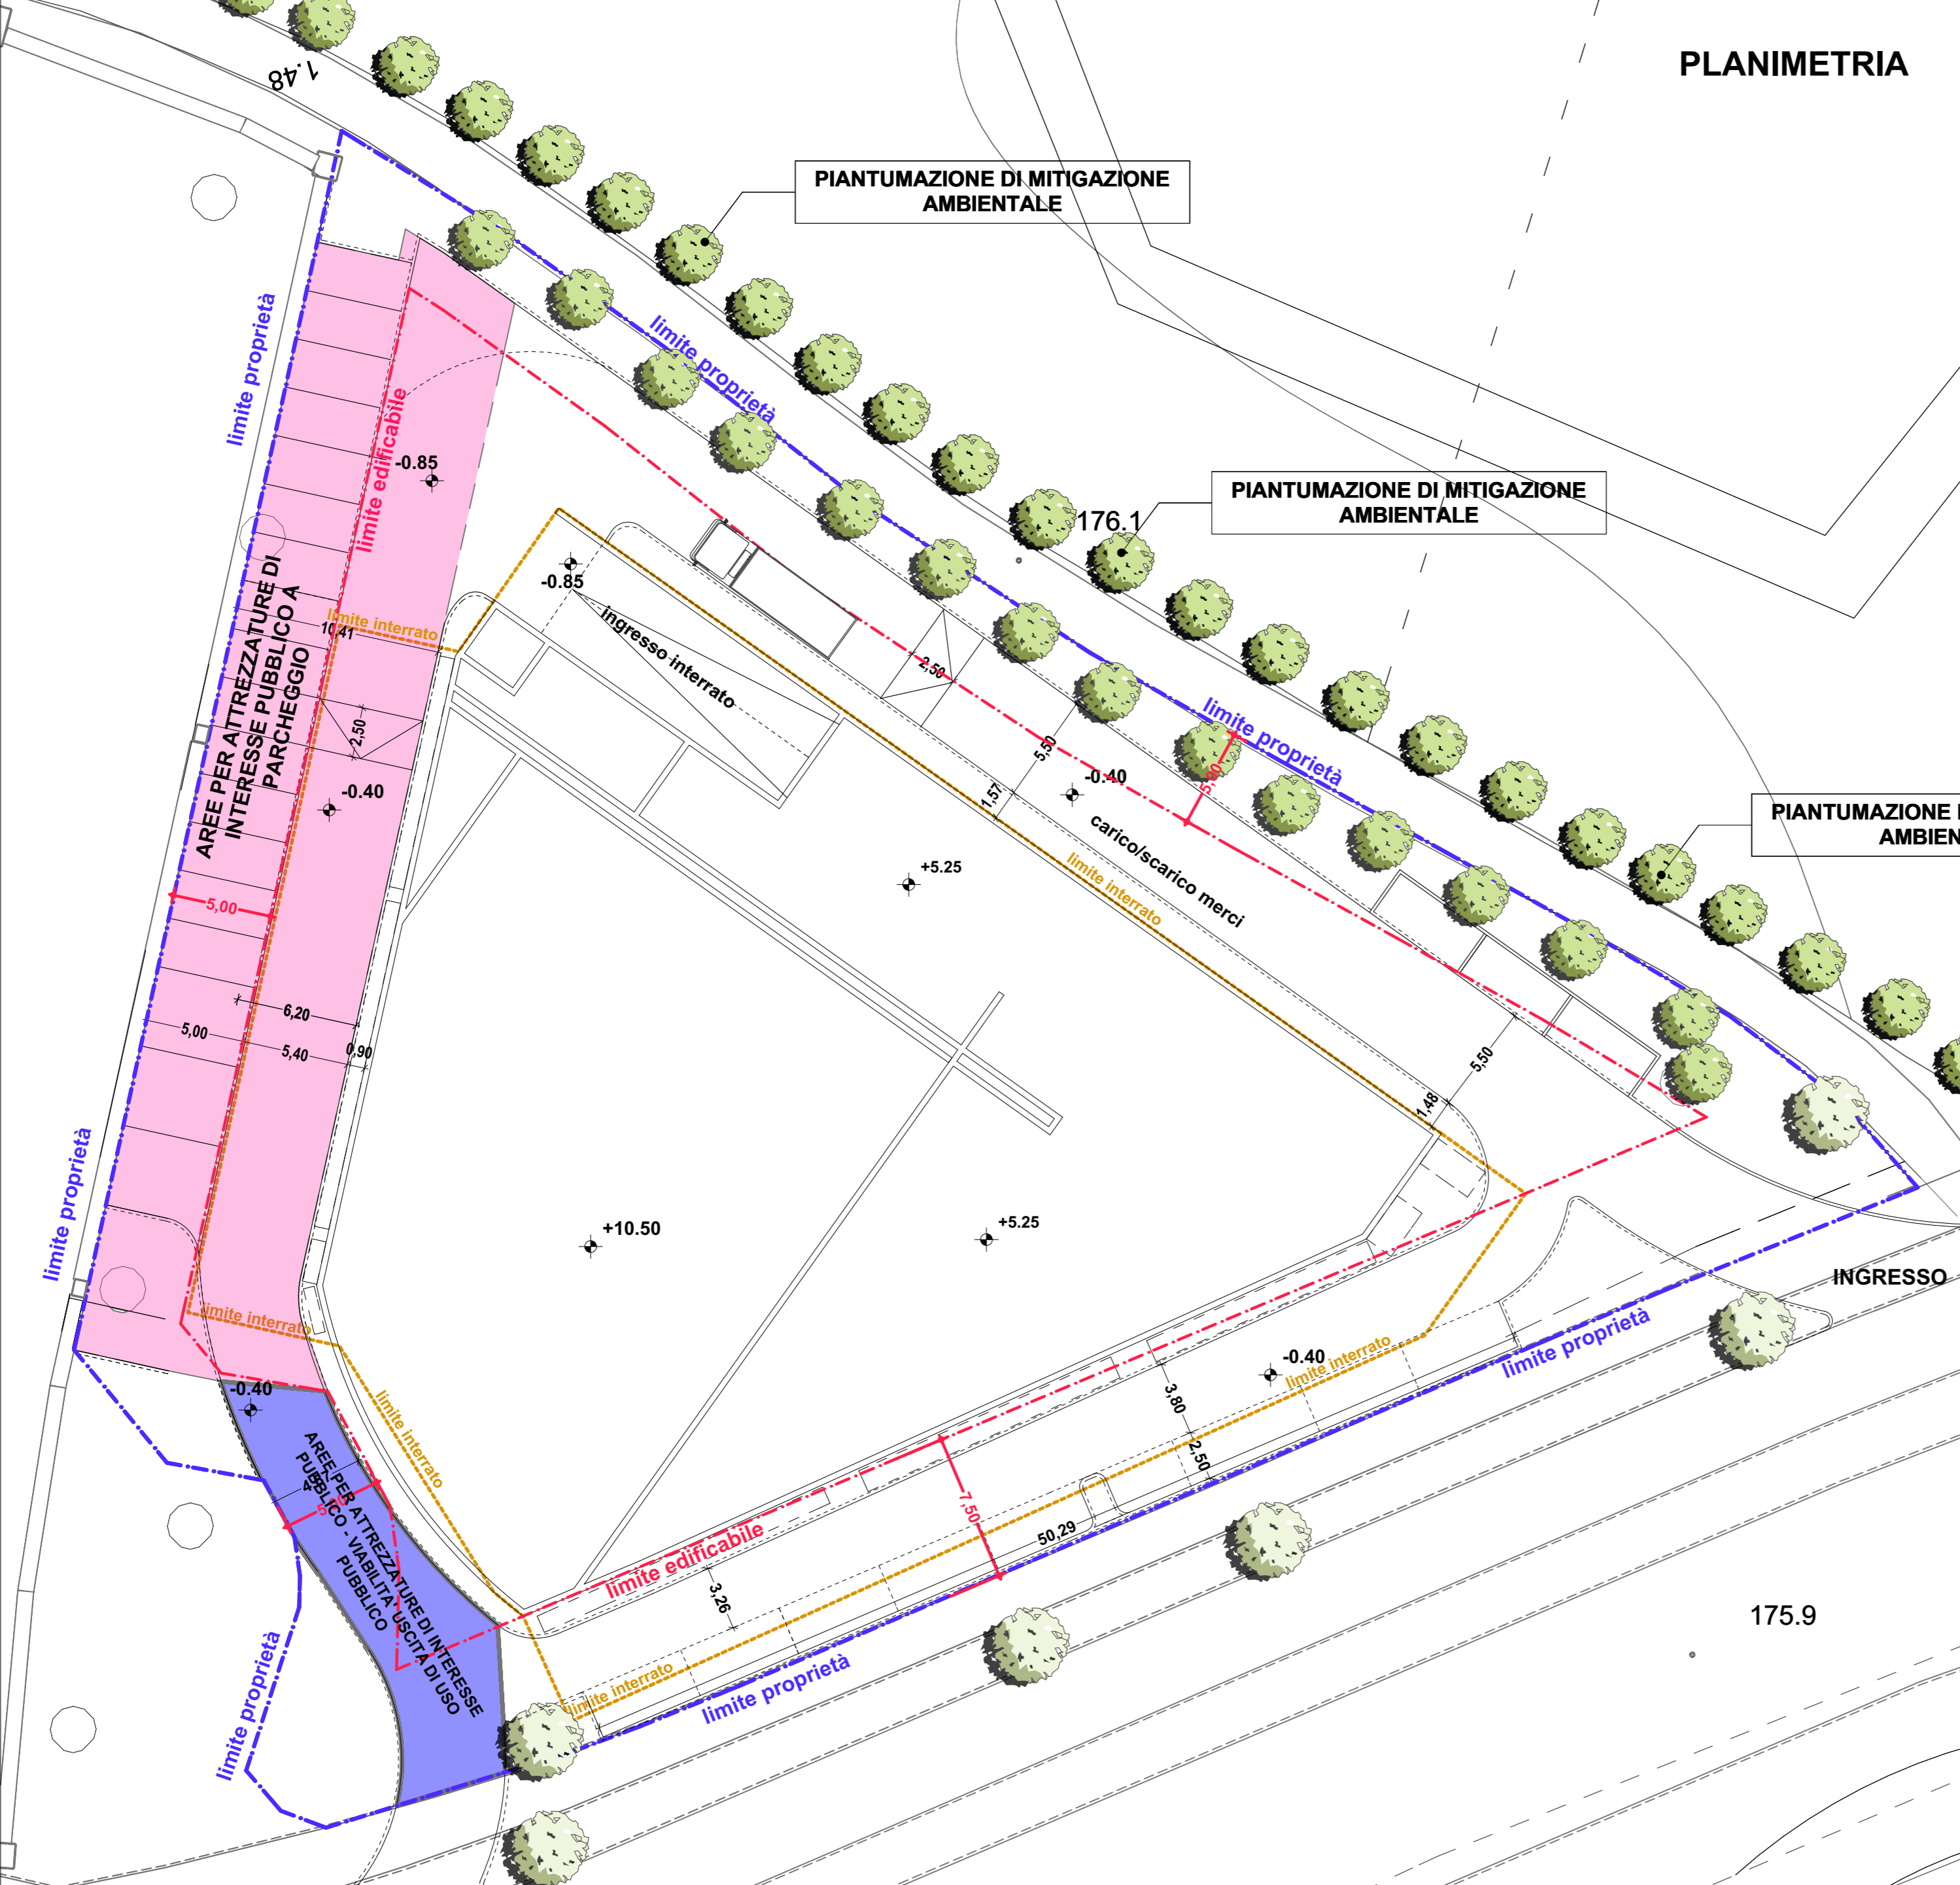 PLANIMETRIA
1.48
PIANTUMAZIONE DI MITIGAZIONE
AMBIENTALE
limite proprietà
limite proprietà
limite edificabile
-0.85
PIANTUMAZIONE DI MITIGAZIONE
AMBIENTALE
176.1
-0.85
AREE PER ATTREZZATURE DI
INTERESSE PUBBLICO A
PARCHEGGIO
limite interrato
10,41
ingresso interrato
2,50
2,50
limite proprietà
5,50
5,00
-0.40
1,57
-0.40
PIANTUMAZIONE
AMBIEN
carico/scarico merci
limite interrato
+5.25
5,00
6,20
5,00
5,40
0,90
5,50
1,48
limite proprietà
+10.50
+5.25
INGRESSO
limite interrato
limite proprietà
limite interrato
-0.40
-0.40
3,80
limite interrato
2,50
7,50
50,29
AREE PER ATTREZZATURE DI INTERESSE
PUBBLICO - VIABILITA' USCITA DI USO
PUBBLICO
limite edificabile
3,26
175.9
limite interrato
limite proprietà
limite proprietà